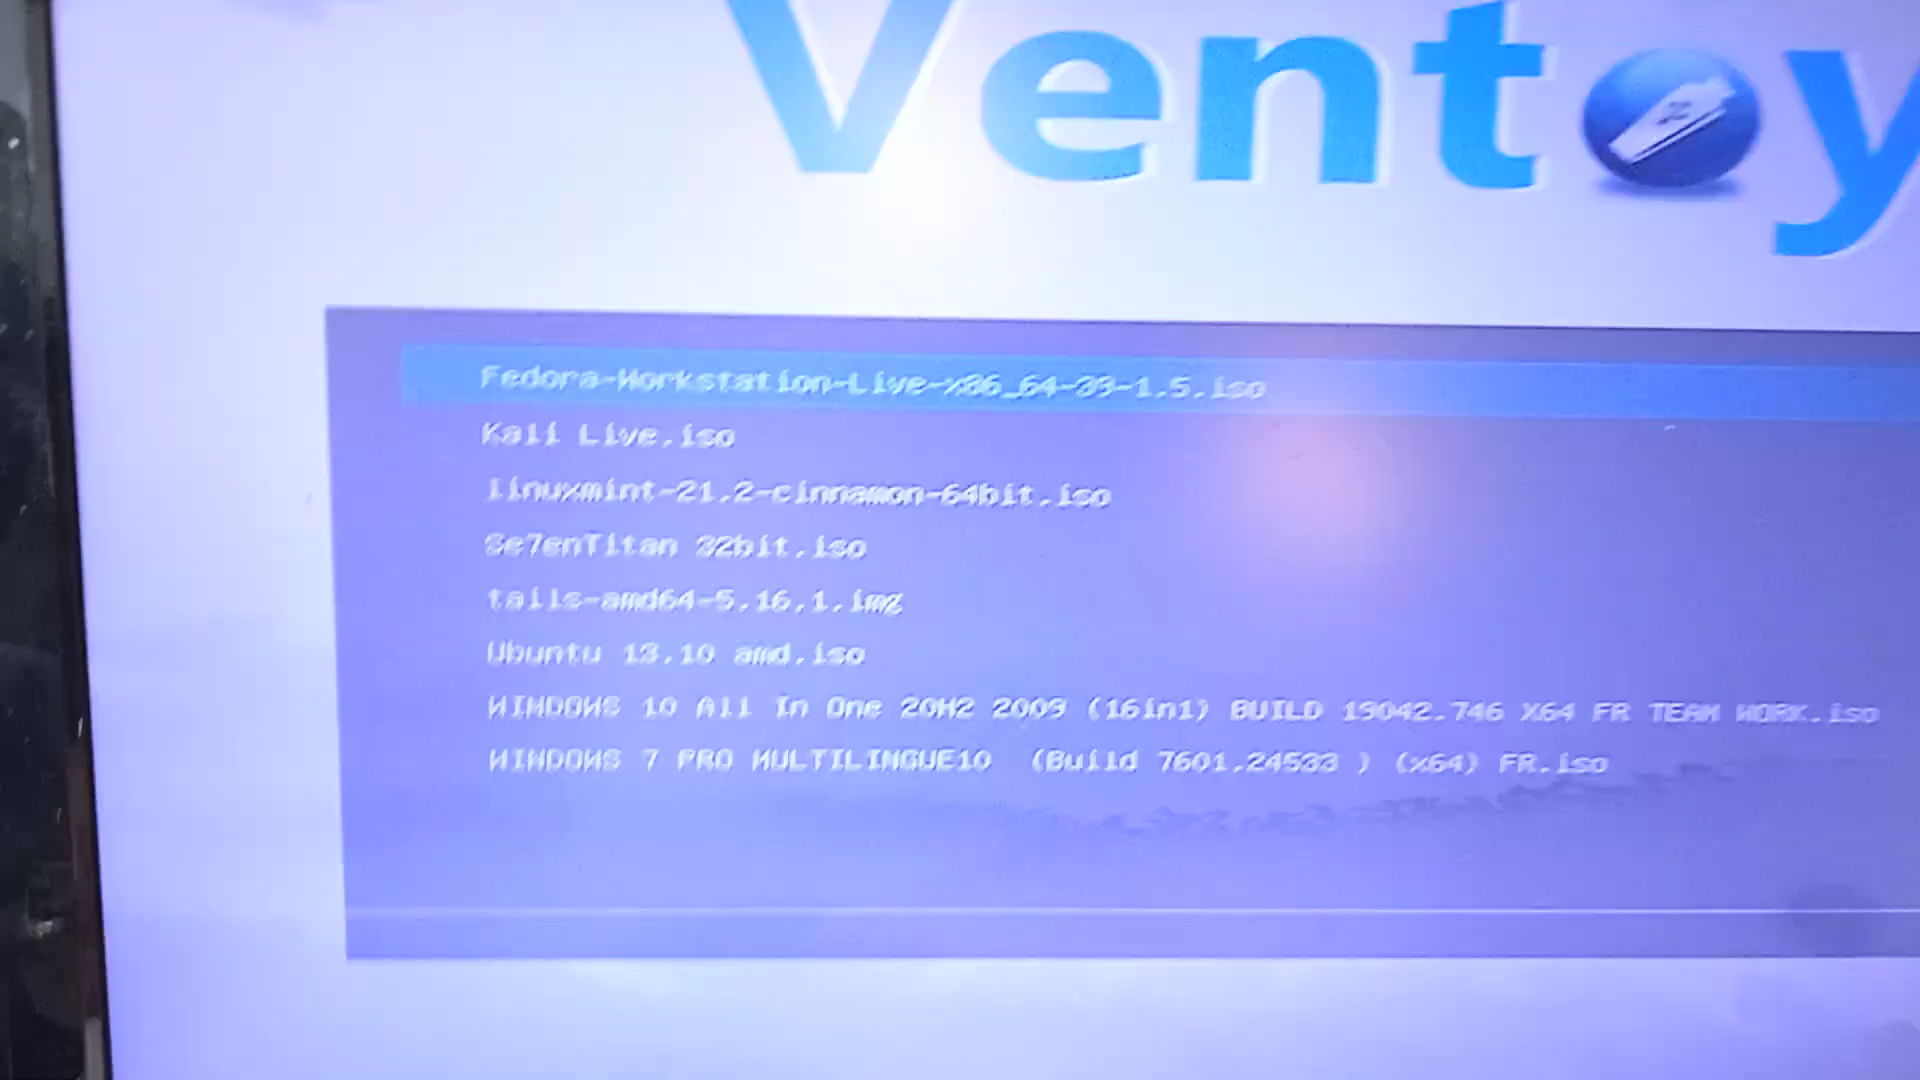 Ventoy
Fedora-Workstation-Live-x86_64-39-1.5.iso
Kali Live.iso
linuxmint-21.2-cinnamon-64bit.iso
Se7enTitan 32bit.iso
tails-amd64-5.16.1.img
Ubuntu 13.10 amd.iso
WINDOWS 10 All In One 20H2 2009 (16in1) BUILD 19042.746 X64 FR TEAM WORK.iso
WINDOWS 7 PRO MULTILINGUE10  (Build 7601.24533 ) (x64) FR.iso